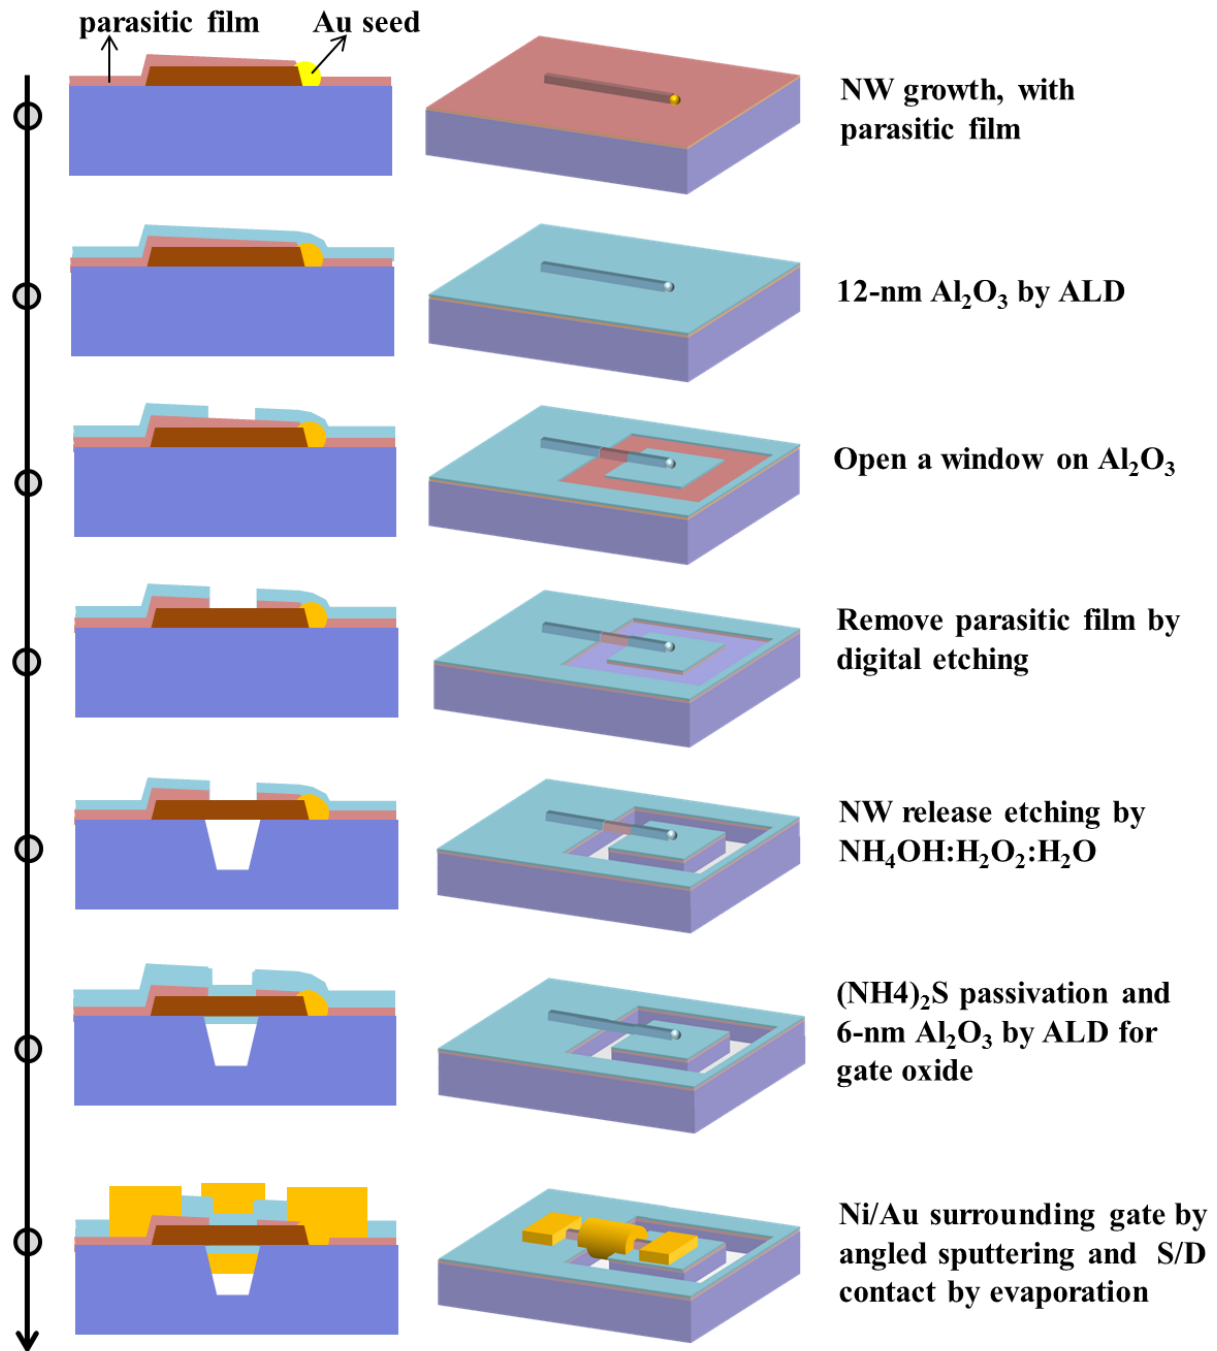 parasitic film
Au seed
NW growth, with
parasitic film
12-nm Al₂O₃ by ALD
Open a window on Al₂O₃
Remove parasitic film by
digital etching
NW release etching by
NH₄OH:H₂O₂:H₂O
(NH4)₂S passivation and
6-nm Al₂O₃ by ALD for
gate oxide
Ni/Au surrounding gate by
angled sputtering and S/D
contact by evaporation